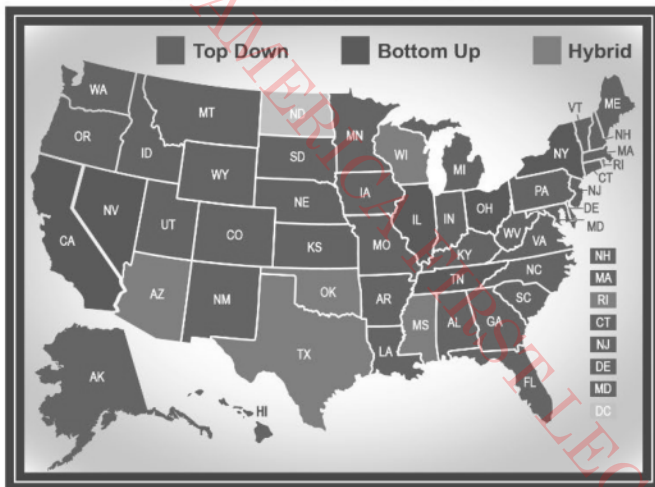 Top Down Bottom Up Hybrid
WA MT ND MN ME
VT
OR ID SD WI MI NY NH
MA
WY IA PA RI
CT
NV NE IL IN OH NJ
CA UT CO KS MO WV VA DE
KY MD
AZ NM OK AR TN NC
SC
TX LA MS AL GA
AK HI FL
NH
MA
RI
CT
NJ
DE
MD
DC
AMERICA FIRST LEG